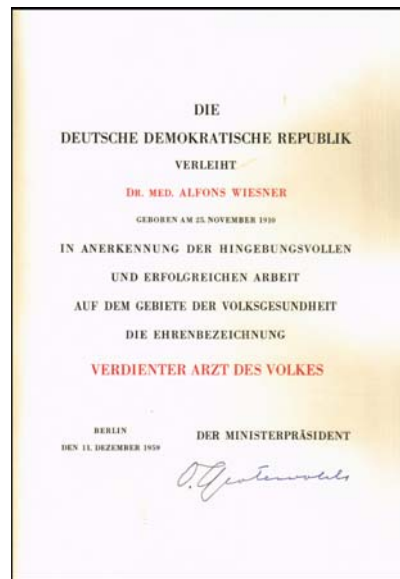 DIE
DEUTSCHE DEMOKRATISCHE REPUBLIK
VERLEIHT
DR. MED. ALFONS WIESNER
GEBOREN AM 25. NOVEMBER 1910
IN ANERKENNUNG DER HINGEBUNGSVOLLEN
UND ERFOLGREICHEN ARBEIT
AUF DEM GEBIETE DER VOLKSGESUNDHEIT
DIE EHRENBEZEICHNUNG
VERDIENTER ARZT DES VOLKES
BERLIN
DEN 11. DEZEMBER 1959
DER MINISTERPRÄSIDENT
O. Grotewohl